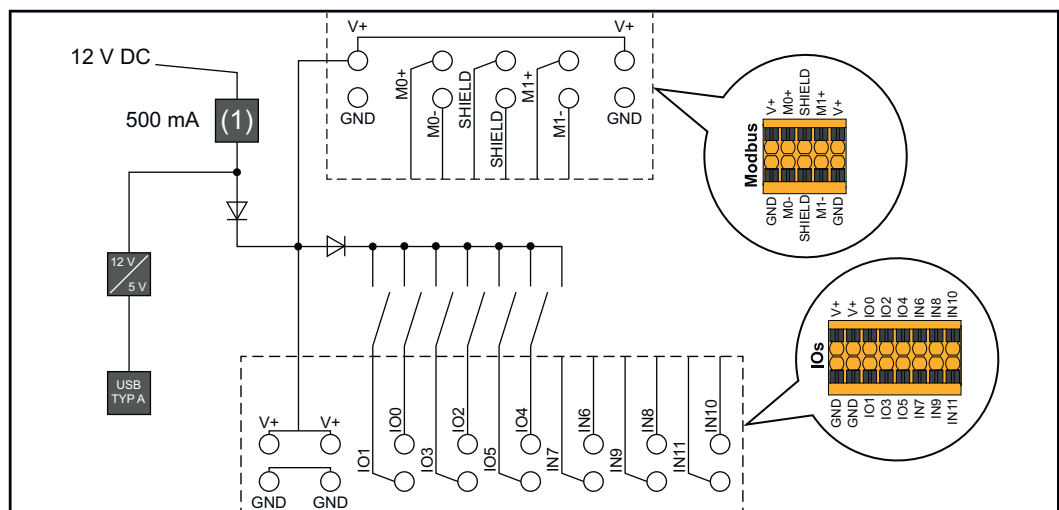 12 V DC
500 mA
(1)
12 V
5 V
USB
TYP A
V+
V+
GND
M0+
M0-
SHIELD
SHIELD
M1+
M1-
GND
Modbus
V+
M0+
SHIELD
M1+
V+
GND
M0-
SHIELD
M1-
GND
V+
V+
GND
GND
IO1
IO0
IO3
IO2
IO5
IO4
IN7
IN6
IN9
IN8
IN11
IN10
IOs
V+
V+
IO0
IO2
IO4
IN6
IN8
IN10
GND
GND
IO1
IO3
IO5
IN7
IN9
IN11